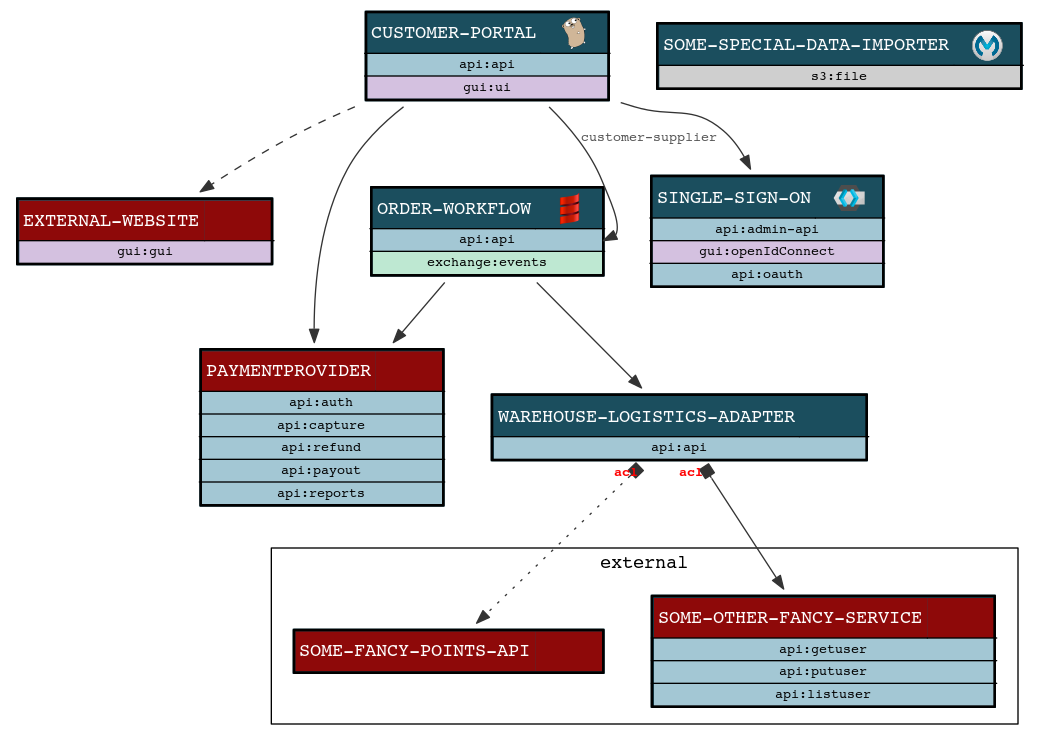 CUSTOMER-PORTAL
api:api
gui:ui
SOME-SPECIAL-DATA-IMPORTER
s3:file
customer-supplier
EXTERNAL-WEBSITE
gui:gui
ORDER-WORKFLOW
api:api
exchange:events
SINGLE-SIGN-ON
api:admin-api
gui:openIdConnect
api:oauth
PAYMENTPROVIDER
api:auth
api:capture
api:refund
api:payout
api:reports
WAREHOUSE-LOGISTICS-ADAPTER
api:api
acl
acl
external
SOME-FANCY-POINTS-API
SOME-OTHER-FANCY-SERVICE
api:getuser
api:putuser
api:listuser